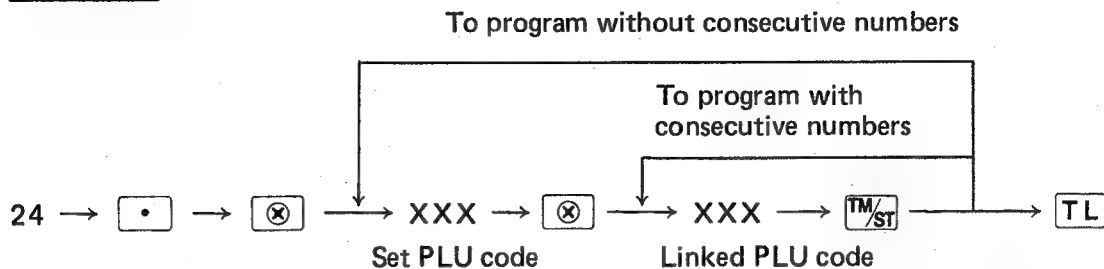 To program without consecutive numbers
To program with
consecutive numbers
24 → • → ⊗ → XXX → ⊗ → XXX → TM/ST → TL
Set PLU code Linked PLU code